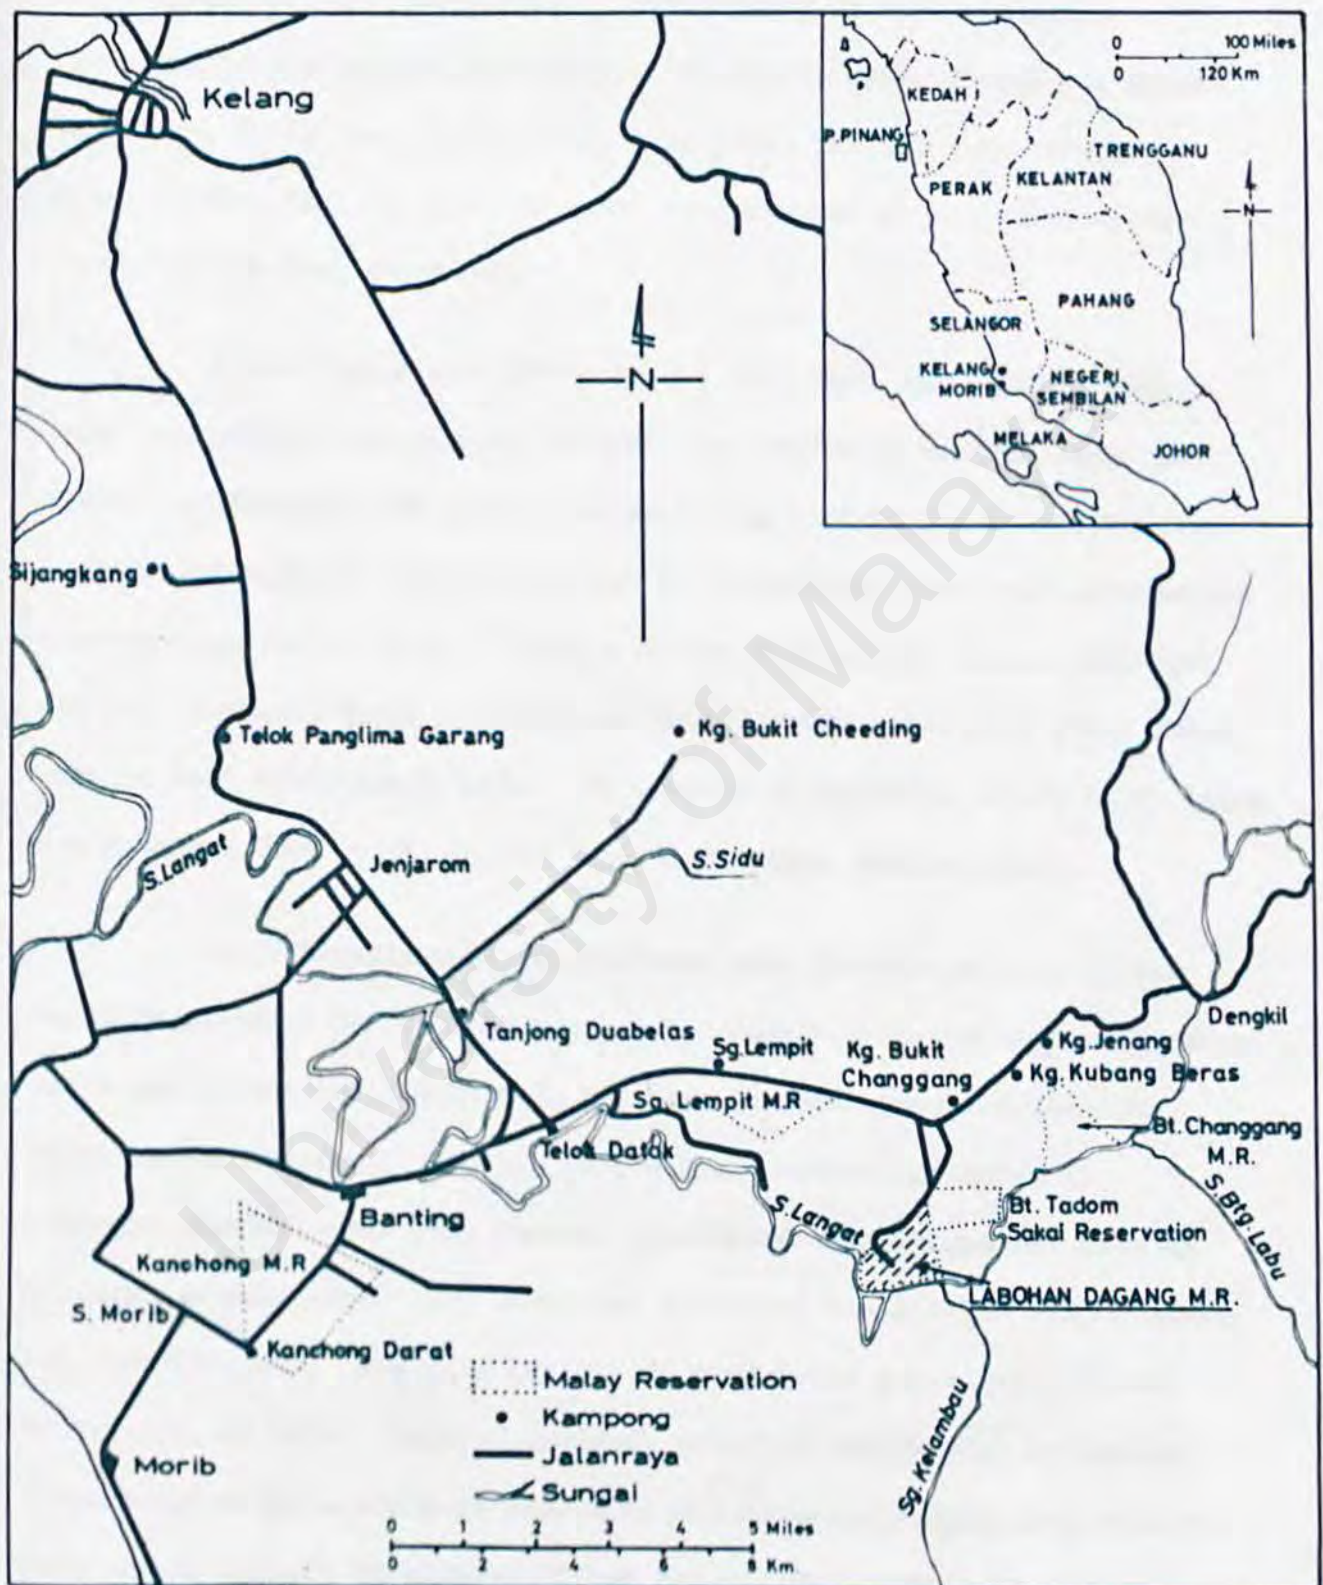 Kelang
0 100 Miles
0 120 Km
KEDAH
P.PINANG
TRENGGANU
PERAK
KELANTAN
N
PAHANG
SELANGOR
KELANG
MORIB
NEGERI
SEMBILAN
MELAKA
JOHOR
N
Sijangkang
Telok Panglima Garang
Kg. Bukit Cheeding
S.Langat
Jenjarom
S.Sidu
Dengkil
Tanjong Duabelas
Sg.Lempit
Kg. Bukit
Changgang
Kg.Jenang
Kg.Kubang Beras
Sg. Lempit M.R
Bt.Changgang
M.R.
Telok Datok
S.Langat
Bt. Tadom
Sakai Reservation
S.Btg.Labu
Banting
Kanchong M.R
LABOHAN DAGANG M.R.
S. Morib
Kanchong Darat
Malay Reservation
Kampong
Jalanraya
Sungai
Morib
Sg.Kelambau
0 1 2 3 4 5 Miles
0 2 4 6 8 Km
University of Malaya